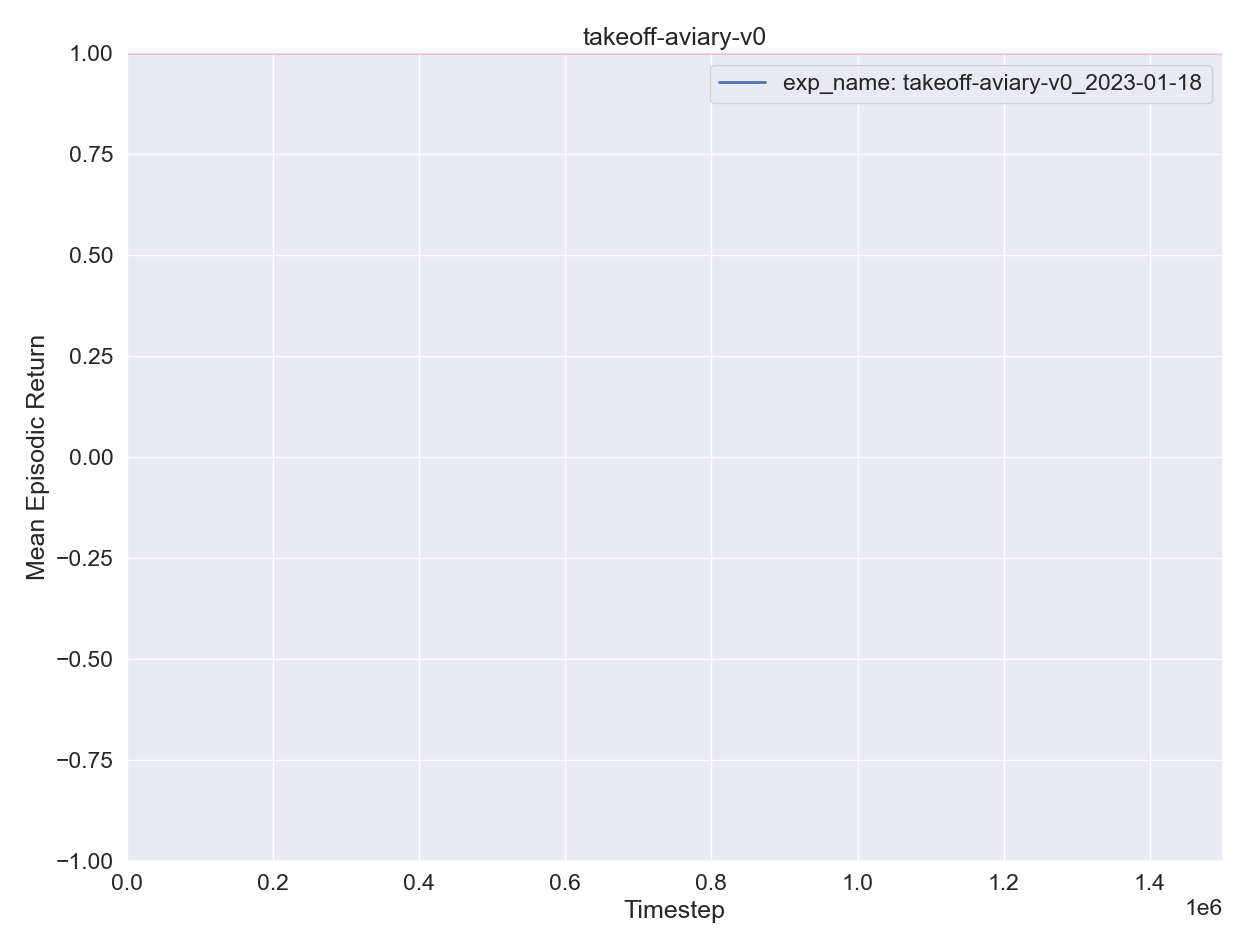 takeoff-aviary-v0
exp_name: takeoff-aviary-v0_2023-01-18
Mean Episodic Return
1.00
0.75
0.50
0.25
0.00
−0.25
−0.50
−0.75
−1.00
0.0 0.2 0.4 0.6 0.8 1.0 1.2 1.4
1e6
Timestep